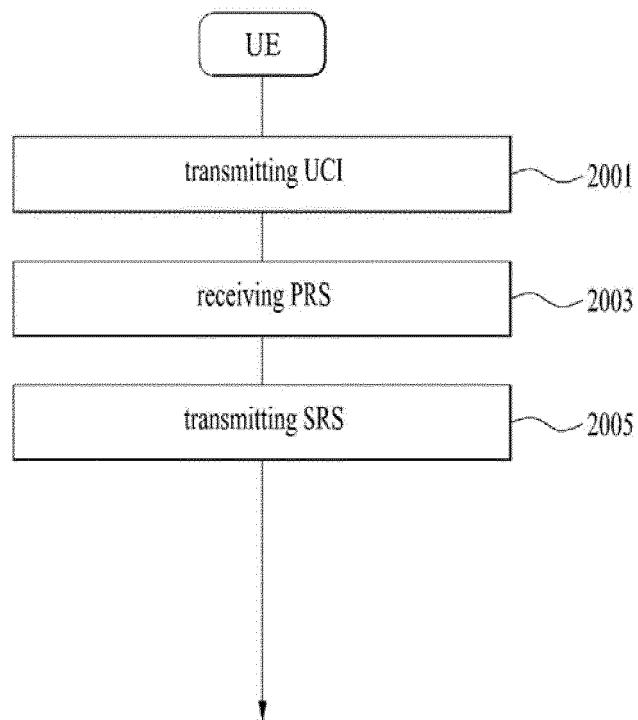 UE
transmitting UCI
2001
receiving PRS
2003
transmitting SRS
2005